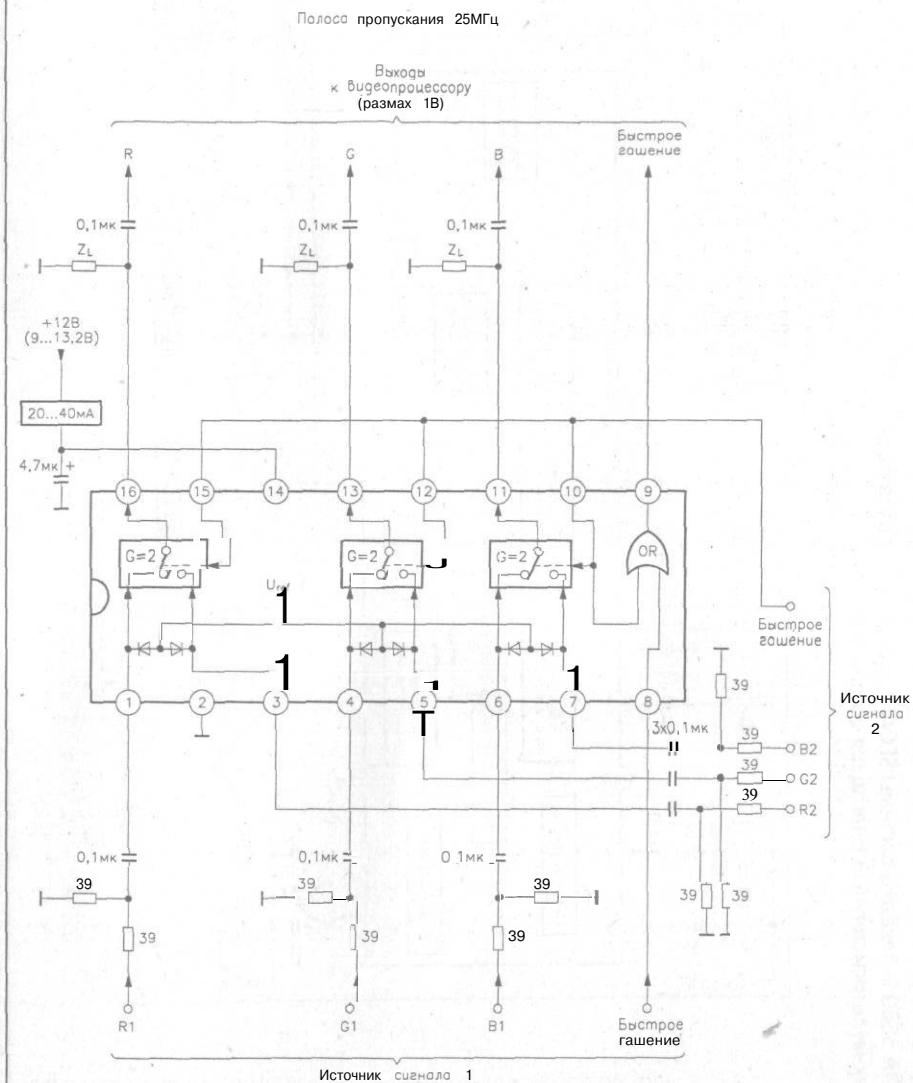 Полоса пропускания 25МГц
Выходы
к видеопроцессору
(размах 1В)
Быстрое
гашение
R
G
B
0,1мк
0,1мк
0,1мк
ZL
ZL
ZL
+12В
(9...13,2В)
20...40мА
4,7мк +
16
15
14
13
12
11
10
9
G=2
G=2
G=2
OR
Быстрое
гашение
1
2
3
4
5
6
7
8
39
Источник
сигнала
2
3x0,1мк
39
B2
39
G2
39
R2
0,1мк
0,1мк
0 1мк
39
39
39
39
39
39
39
39
R1
G1
B1
Быстрое
гашение
Источник сигнала 1